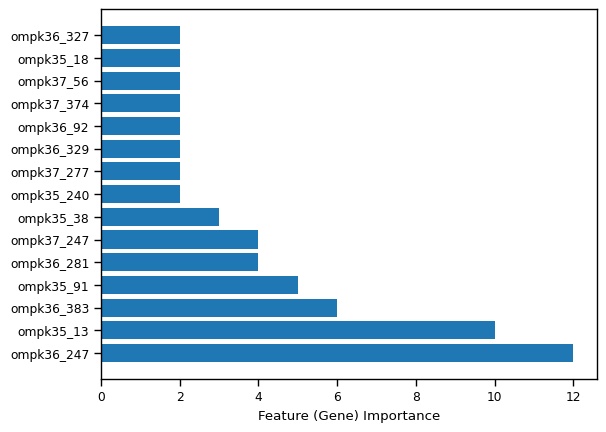 ompk36_327
ompk35_18
ompk37_56
ompk37_374
ompk36_92
ompk36_329
ompk37_277
ompk35_240
ompk35_38
ompk37_247
ompk36_281
ompk35_91
ompk36_383
ompk35_13
ompk36_247
0 2 4 6 8 10 12
Feature (Gene) Importance